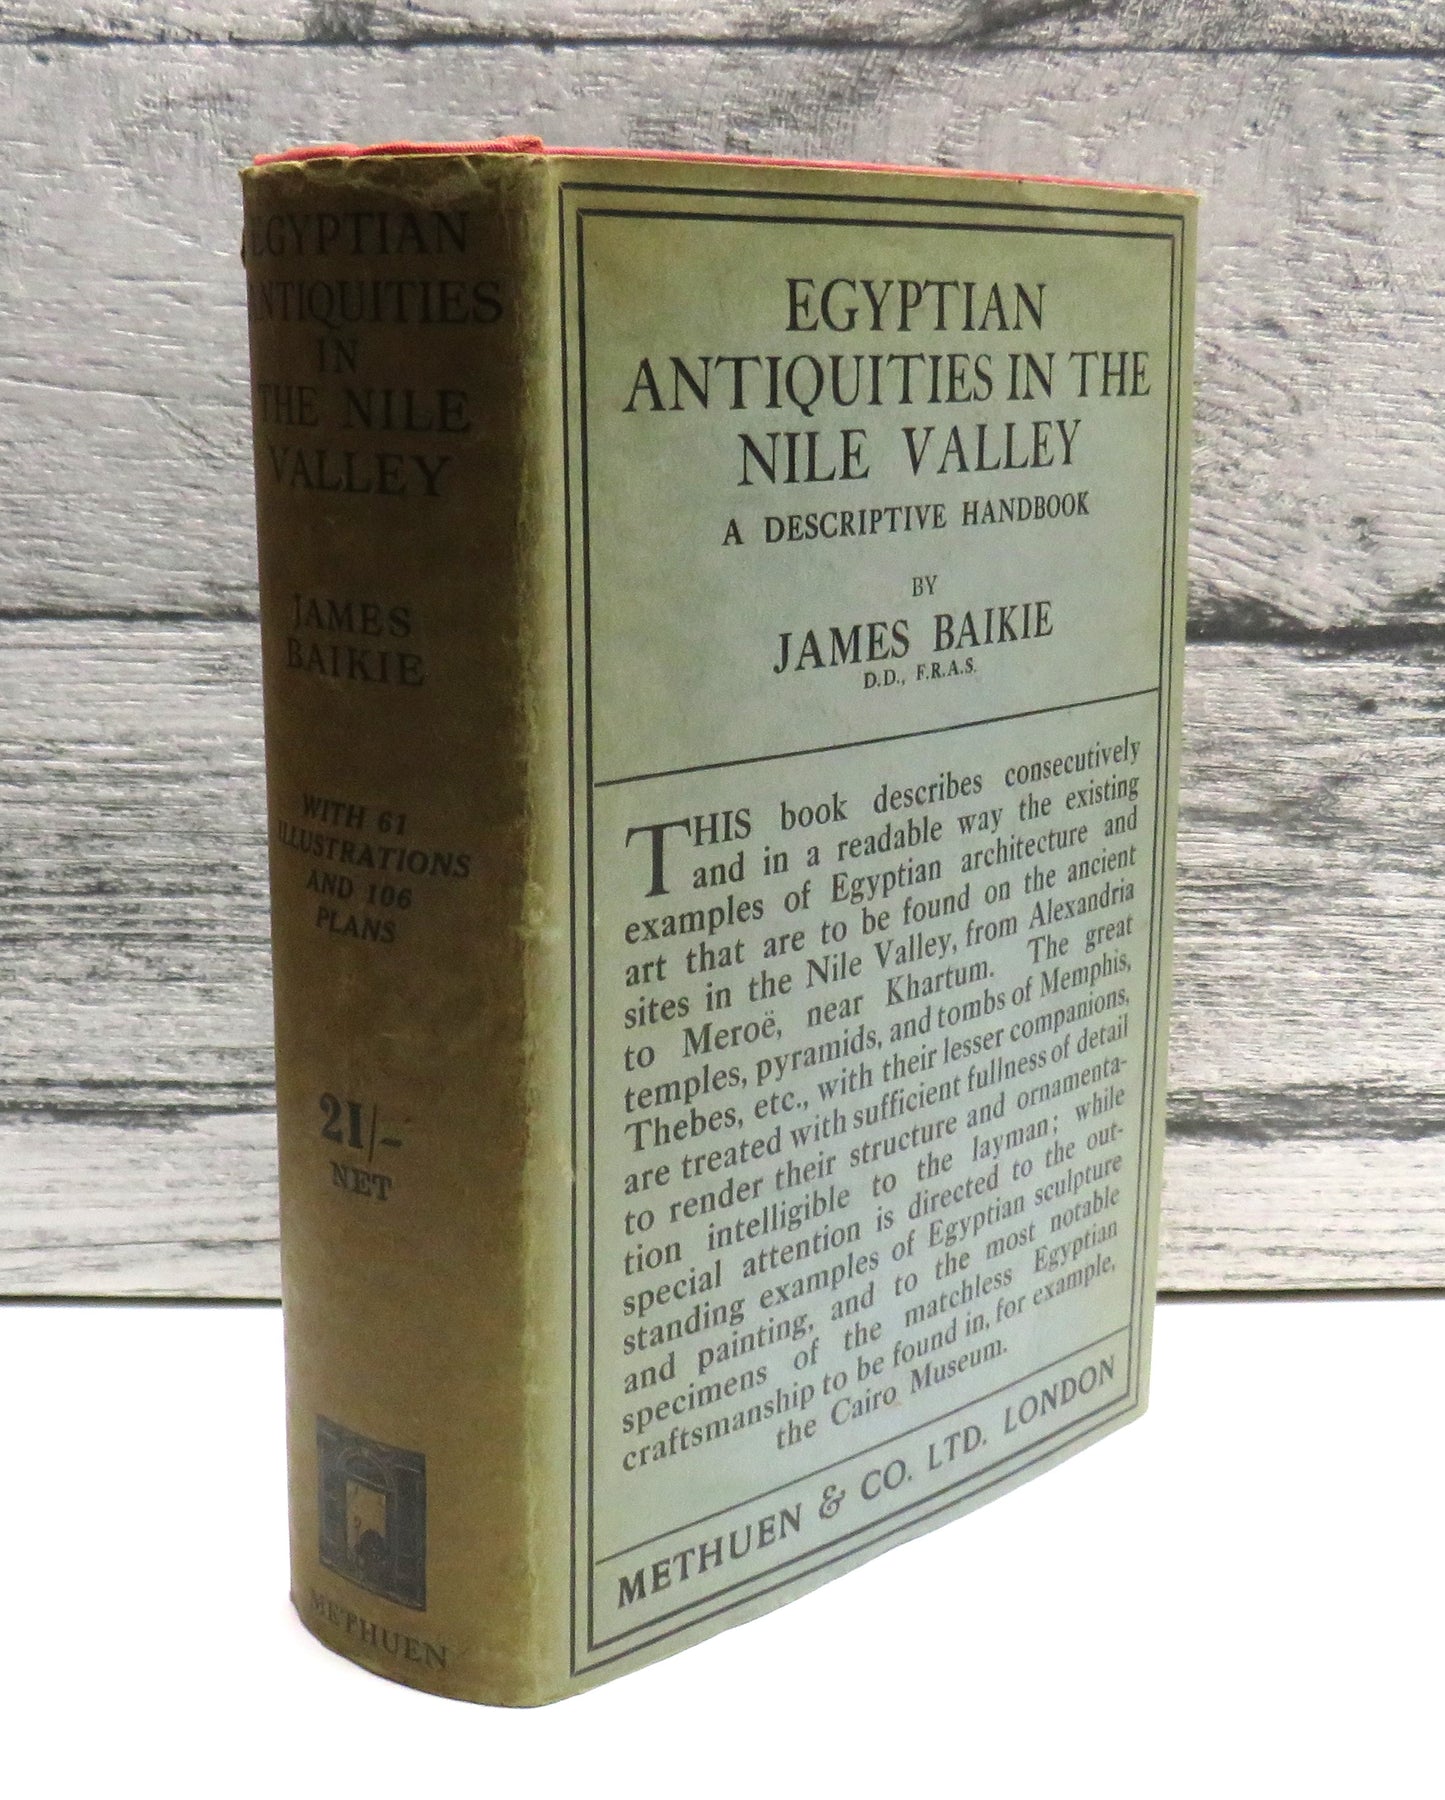 EGYPTIAN
ANTIQUITIES
IN
THE NILE
VALLEY
JAMES
BAIKIE
WITH 61
ILLUSTRATIONS
AND 106
PLANS
21/-
NET
METHUEN
EGYPTIAN
ANTIQUITIES IN THE
NILE VALLEY
A DESCRIPTIVE HANDBOOK
BY
JAMES BAIKIE
D.D., F.R.A.S.
THIS book describes consecutively
and in a readable way the existing
examples of Egyptian architecture and
art that are to be found on the ancient
sites in the Nile Valley, from Alexandria
to Meroë, near Khartum. The great
temples, pyramids, and tombs of Memphis,
Thebes, etc., with their lesser companions,
are treated with sufficient fullness of detail
to render their structure and ornamenta-
tion intelligible to the layman; while
special attention is directed to the out-
standing examples of Egyptian sculpture
and painting, and to the most notable
specimens of the matchless Egyptian
craftsmanship to be found in, for example,
the Cairo Museum.
METHUEN & CO. LTD. LONDON